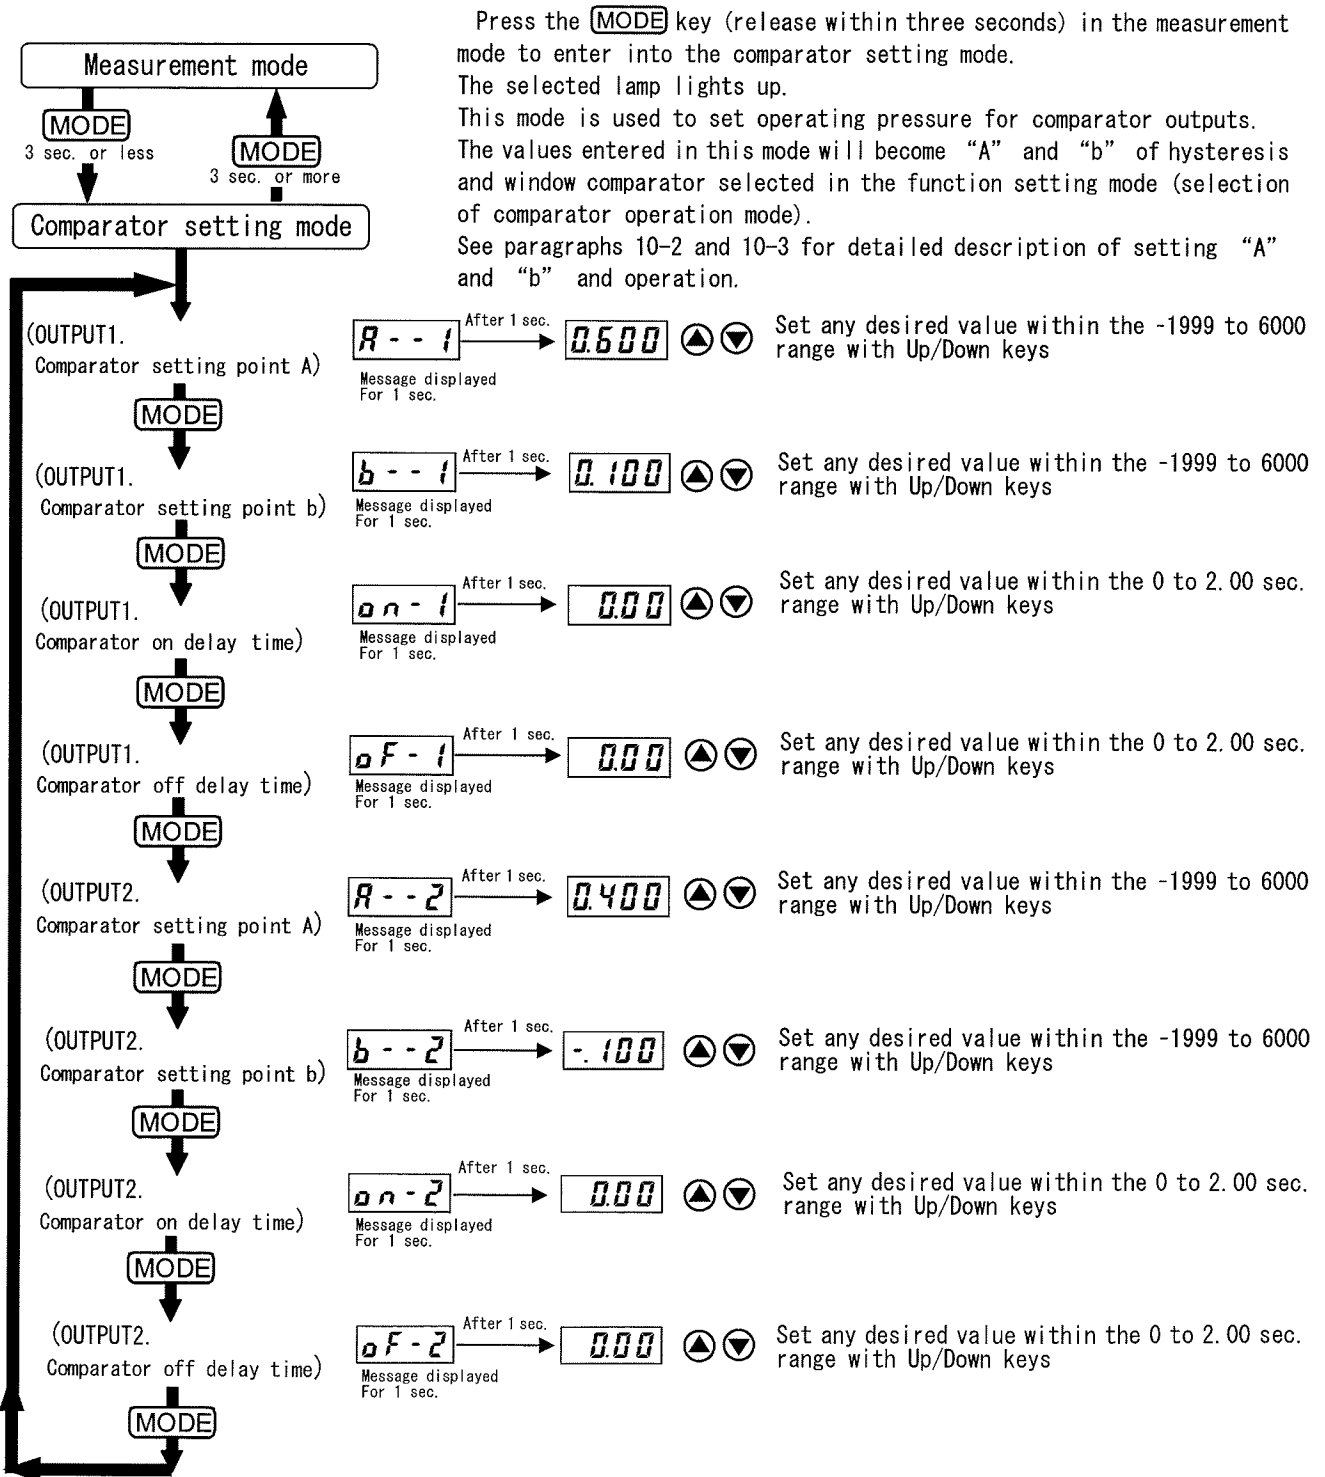 Press the MODE key (release within three seconds) in the measurement
mode to enter into the comparator setting mode.
The selected lamp lights up.
This mode is used to set operating pressure for comparator outputs.
The values entered in this mode will become “A” and “b” of hysteresis
and window comparator selected in the function setting mode (selection
of comparator operation mode).
See paragraphs 10-2 and 10-3 for detailed description of setting “A”
and “b” and operation.
Measurement mode
MODE
3 sec. or less
MODE
3 sec. or more
Comparator setting mode
(OUTPUT1.
Comparator setting point A)
A--1
After 1 sec.
0.600
Message displayed
For 1 sec.
Set any desired value within the -1999 to 6000
range with Up/Down keys
MODE
(OUTPUT1.
Comparator setting point b)
b--1
After 1 sec.
0.100
Message displayed
For 1 sec.
Set any desired value within the -1999 to 6000
range with Up/Down keys
MODE
(OUTPUT1.
Comparator on delay time)
on-1
After 1 sec.
0.00
Message displayed
For 1 sec.
Set any desired value within the 0 to 2.00 sec.
range with Up/Down keys
MODE
(OUTPUT1.
Comparator off delay time)
oF-1
After 1 sec.
0.00
Message displayed
For 1 sec.
Set any desired value within the 0 to 2.00 sec.
range with Up/Down keys
MODE
(OUTPUT2.
Comparator setting point A)
A--2
After 1 sec.
0.400
Message displayed
For 1 sec.
Set any desired value within the -1999 to 6000
range with Up/Down keys
MODE
(OUTPUT2.
Comparator setting point b)
b--2
After 1 sec.
-.100
Message displayed
For 1 sec.
Set any desired value within the -1999 to 6000
range with Up/Down keys
MODE
(OUTPUT2.
Comparator on delay time)
on-2
After 1 sec.
0.00
Message displayed
For 1 sec.
Set any desired value within the 0 to 2.00 sec.
range with Up/Down keys
MODE
(OUTPUT2.
Comparator off delay time)
oF-2
After 1 sec.
0.00
Message displayed
For 1 sec.
Set any desired value within the 0 to 2.00 sec.
range with Up/Down keys
MODE